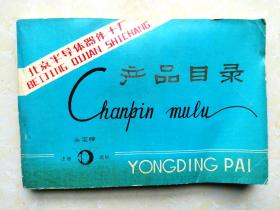 北京半导体器件十厂
BEIJING QIJIAN SHICHANG
产品目录
Chanpin mulu
永定牌
YONGDING PAI